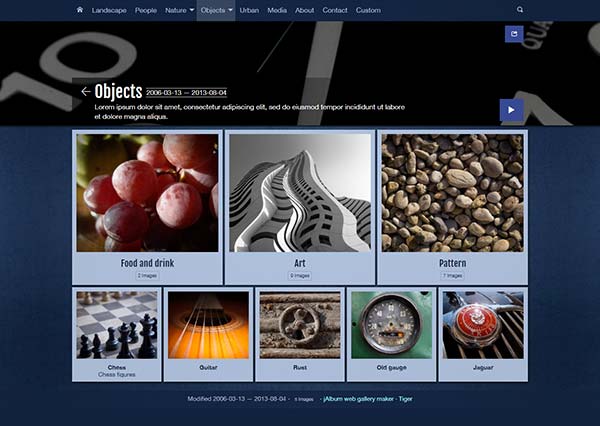 Landscape People Nature Objects Urban Media About Contact Custom
10
QUA
Objects 2006-03-13 — 2013-08-04
Lorem ipsum dolor sit amet, consectetur adipiscing elit, sed do eiusmod tempor incididunt ut labore
et dolore magna aliqua.
Food and drink Art Pattern
2 Images 9 Images 7 Images
Chess Guitar Rust Old gauge Jaguar
Chess figures
Modified 2006-03-13 — 2013-08-04 · 5 Images · jAlbum web gallery maker · Tiger